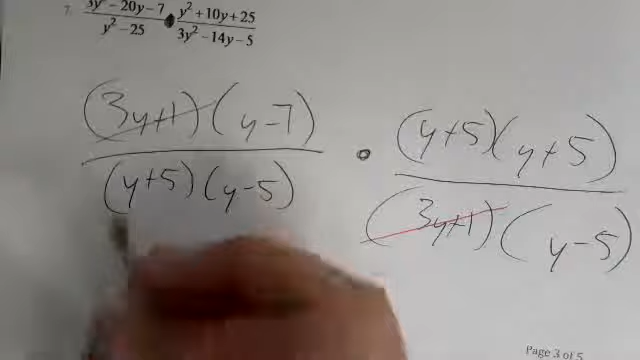 7. 3y² − 20y − 7 / y² − 25 • y² + 10y + 25 / 3y² − 14y − 5
(3y+1)(y−7) / (y+5)(y−5) • (y+5)(y+5) / (3y+1)(y−5)
Page 3 of 5